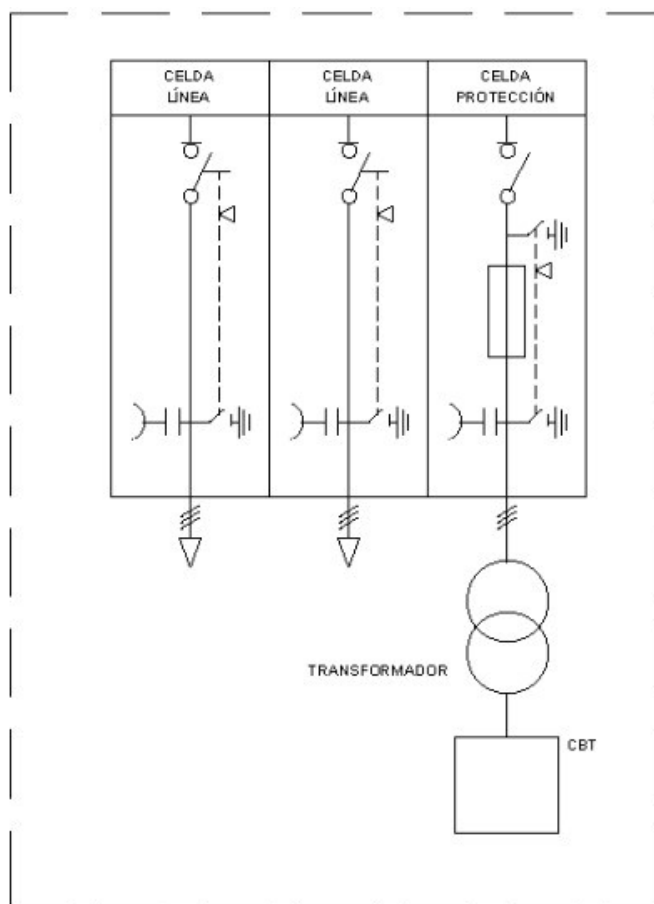 CELDA
LÍNEA
CELDA
LÍNEA
CELDA
PROTECCIÓN
TRANSFORMADOR
CBT